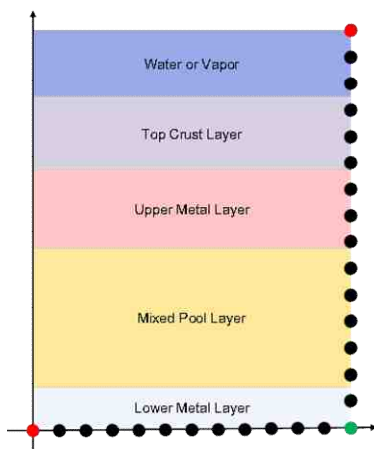 Water or Vapor
Top Crust Layer
Upper Metal Layer
Mixed Pool Layer
Lower Metal Layer